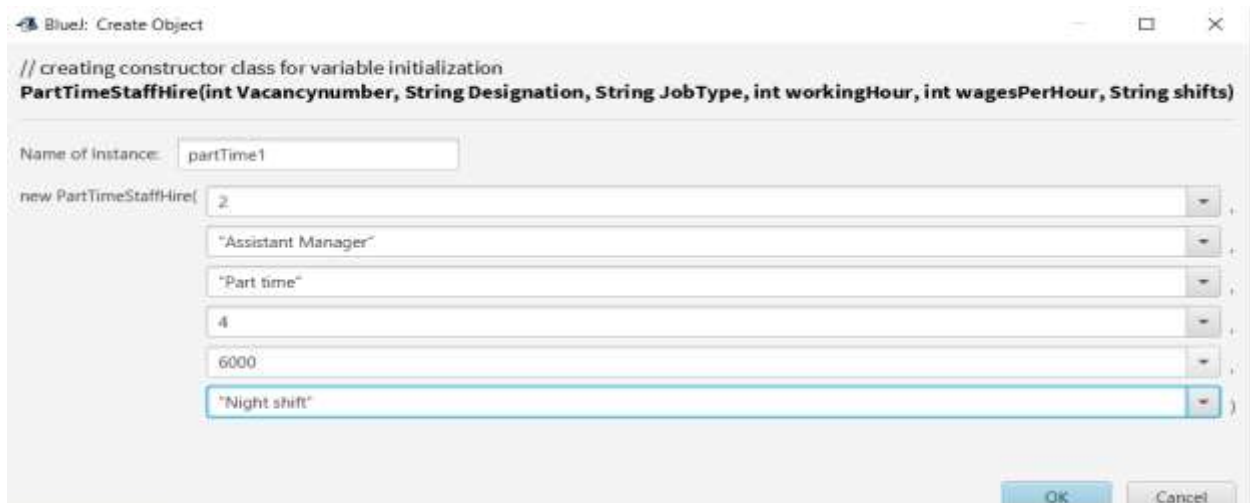 BlueJ: Create Object
// creating constructor class for variable initialization
PartTimeStaffHire(int Vacancynumber, String Designation, String JobType, int workingHour, int wagesPerHour, String shifts)
Name of Instance: partTime1
new PartTimeStaffHire( 2 ,
"Assistant Manager" ,
"Part time" ,
4 ,
6000 ,
"Night shift" )
OK Cancel